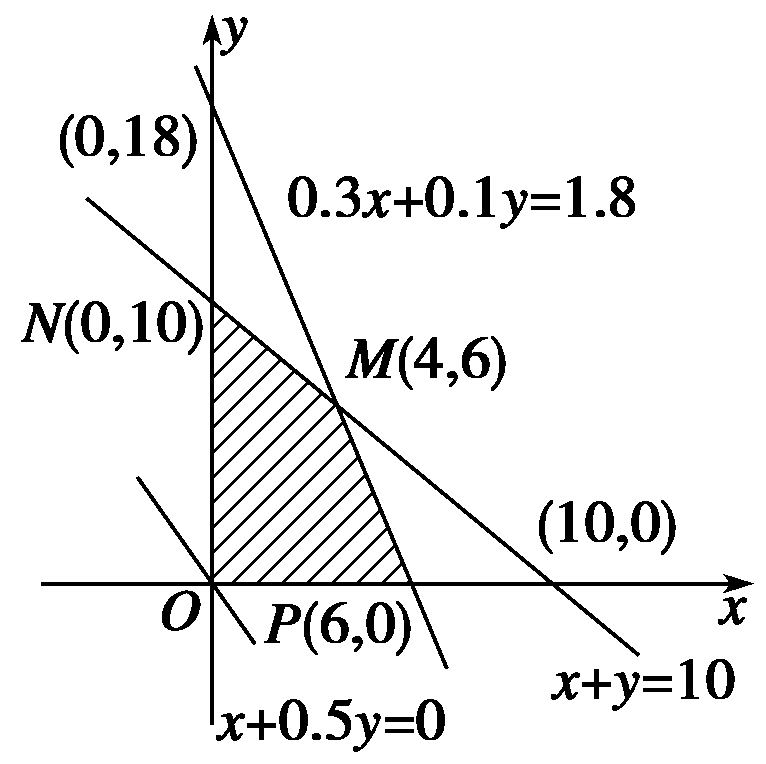 y
(0,18)
0.3x+0.1y=1.8
N(0,10)
M(4,6)
(10,0)
O
P(6,0)
x
x+y=10
x+0.5y=0